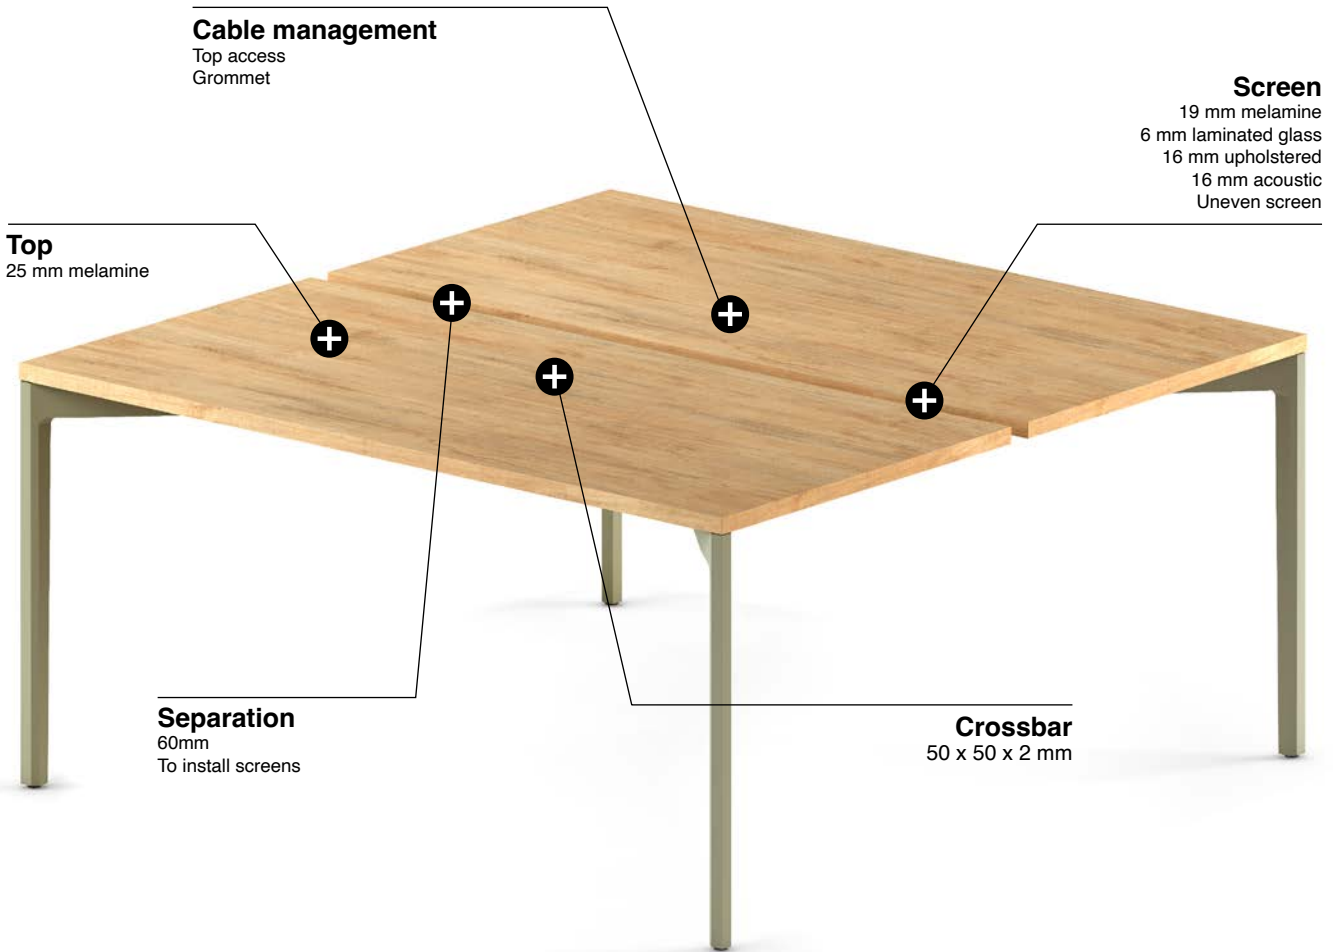 Cable management
Top access
Grommet
Screen
19 mm melamine
6 mm laminated glass
16 mm upholstered
16 mm acoustic
Uneven screen
Top
25 mm melamine
Separation
60mm
To install screens
Crossbar
50 x 50 x 2 mm